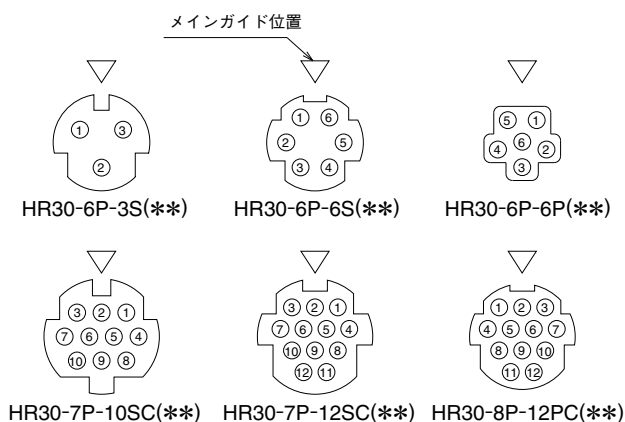 メインガイド位置
1 3
2
HR30-6P-3S(**)
1 6
2 5
3 4
HR30-6P-6S(**)
5 1
4 6 2
3
HR30-6P-6P(**)
3 2 1
7 6 5 4
10 9 8
HR30-7P-10SC(**)
3 2 1
7 6 5 4
10 9 8
12 11
HR30-7P-12SC(**)
1 2 3
4 5 6 7
8 9 10
11 12
HR30-8P-12PC(**)